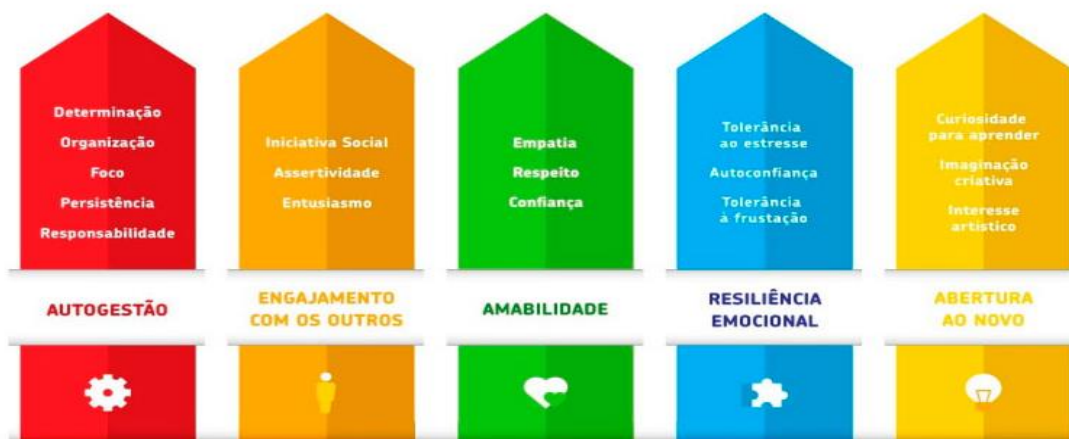 Determinação
Organização
Foco
Persistência
Responsabilidade
AUTOGESTÃO
Iniciativa Social
Assertividade
Entusiasmo
ENGAJAMENTO
COM OS OUTROS
Empatia
Respeito
Confiança
AMABILIDADE
Tolerância
ao estresse
Autoconfiança
Tolerância
à frustação
RESILIÊNCIA
EMOCIONAL
Curiosidade
para aprender
Imaginação
criativa
Interesse
artístico
ABERTURA
AO NOVO